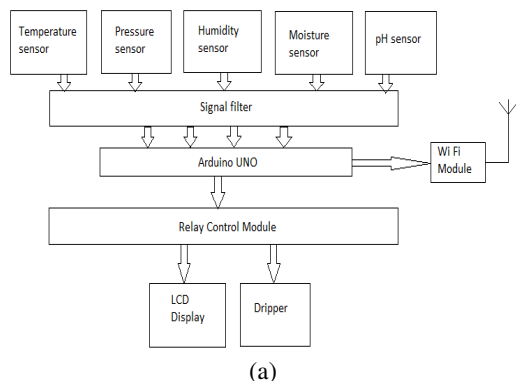 Temperature
sensor
Pressure
sensor
Humidity
sensor
Moisture
sensor
pH sensor
Signal filter
Arduino UNO
Wi Fi
Module
Relay Control Module
LCD
Display
Dripper
(a)